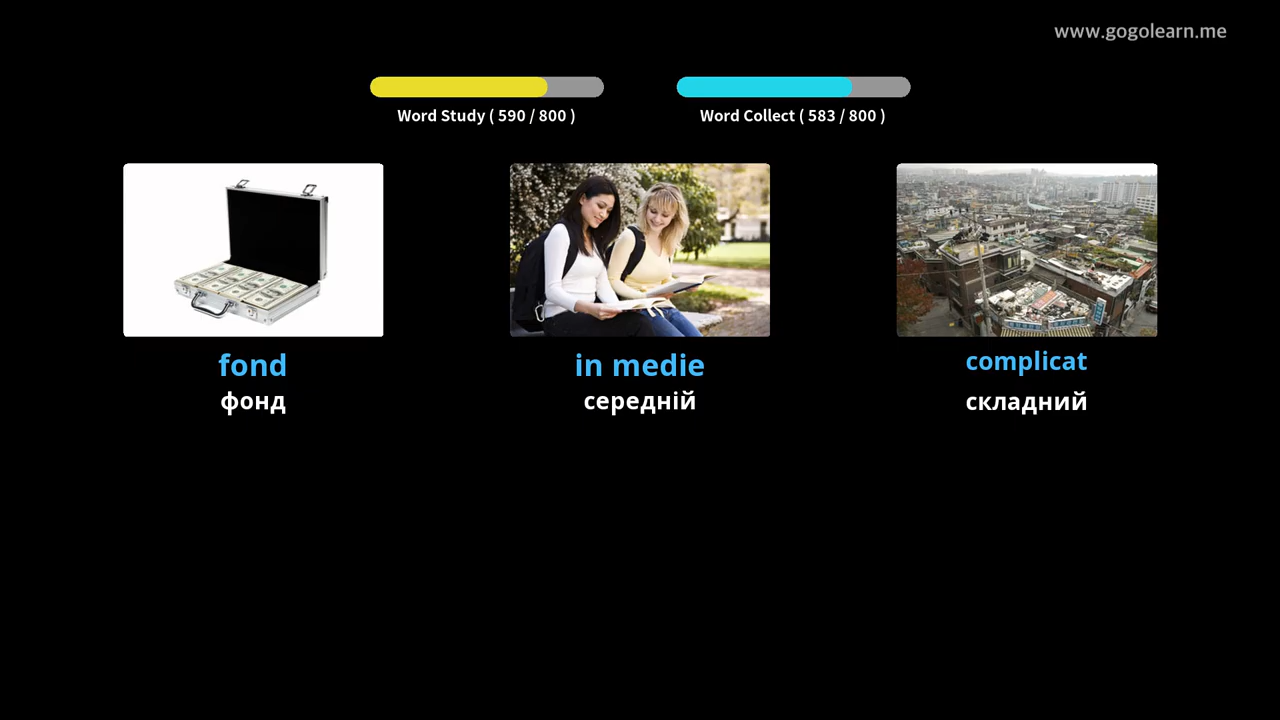 www.gogolearn.me
Word Study ( 590 / 800 )
Word Collect ( 583 / 800 )
fond
фонд
in medie
середній
complicat
складний